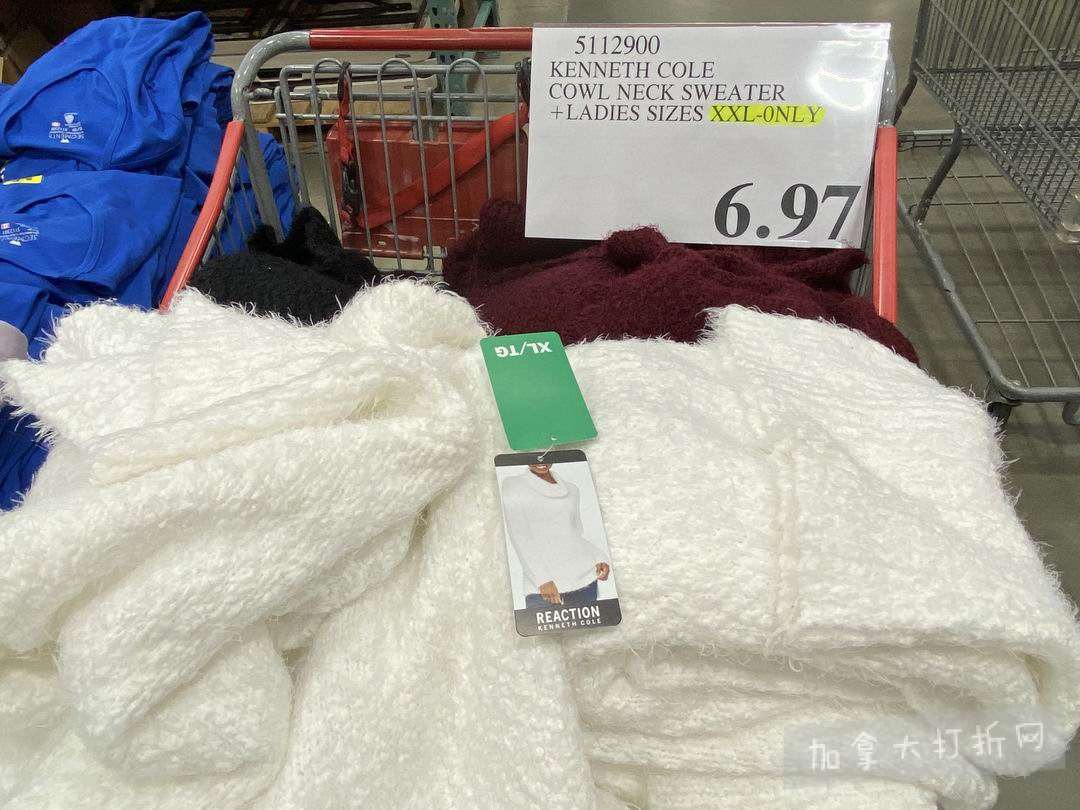 5112900
KENNETH COLE
COWL NECK SWEATER
+LADIES SIZES XXL-0NLY
6.97
SEGMENTS
XL/TG
REACTION
KENNETH COLE
加拿大打折网